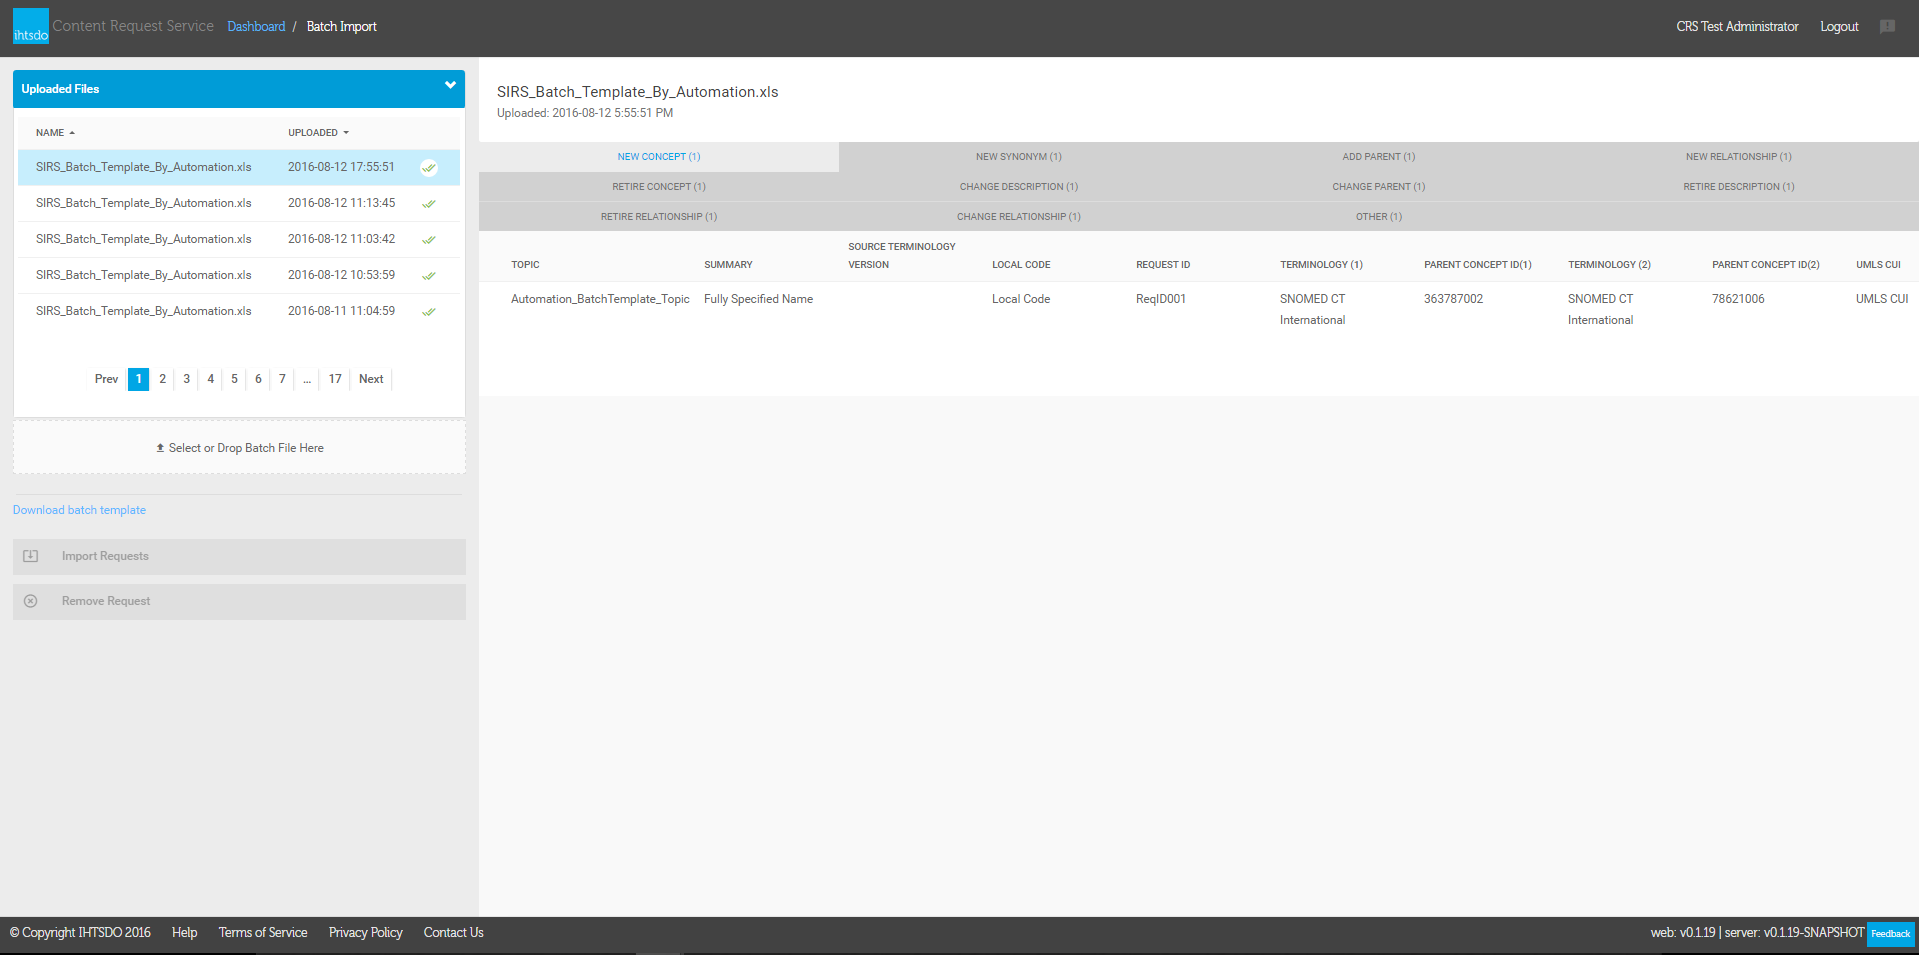 ihtsdo Content Request Service Dashboard / Batch Import CRS Test Administrator Logout
Uploaded Files
NAME UPLOADED
SIRS_Batch_Template_By_Automation.xls 2016-08-12 17:55:51
SIRS_Batch_Template_By_Automation.xls 2016-08-12 11:13:45
SIRS_Batch_Template_By_Automation.xls 2016-08-12 11:03:42
SIRS_Batch_Template_By_Automation.xls 2016-08-12 10:53:59
SIRS_Batch_Template_By_Automation.xls 2016-08-11 11:04:59
Prev 1 2 3 4 5 6 7 ... 17 Next
Select or Drop Batch File Here
Download batch template
Import Requests
Remove Request
SIRS_Batch_Template_By_Automation.xls
Uploaded: 2016-08-12 5:55:51 PM
NEW CONCEPT (1) NEW SYNONYM (1) ADD PARENT (1) NEW RELATIONSHIP (1)
RETIRE CONCEPT (1) CHANGE DESCRIPTION (1) CHANGE PARENT (1) RETIRE DESCRIPTION (1)
RETIRE RELATIONSHIP (1) CHANGE RELATIONSHIP (1) OTHER (1)
SOURCE TERMINOLOGY
TOPIC SUMMARY VERSION LOCAL CODE REQUEST ID TERMINOLOGY (1) PARENT CONCEPT ID(1) TERMINOLOGY (2) PARENT CONCEPT ID(2) UMLS CUI
Automation_BatchTemplate_Topic Fully Specified Name Local Code ReqID001 SNOMED CT 363787002 SNOMED CT 78621006 UMLS CUI
International International
© Copyright IHTSDO 2016 Help Terms of Service Privacy Policy Contact Us web: v0.1.19 | server: v0.1.19-SNAPSHOT Feedback